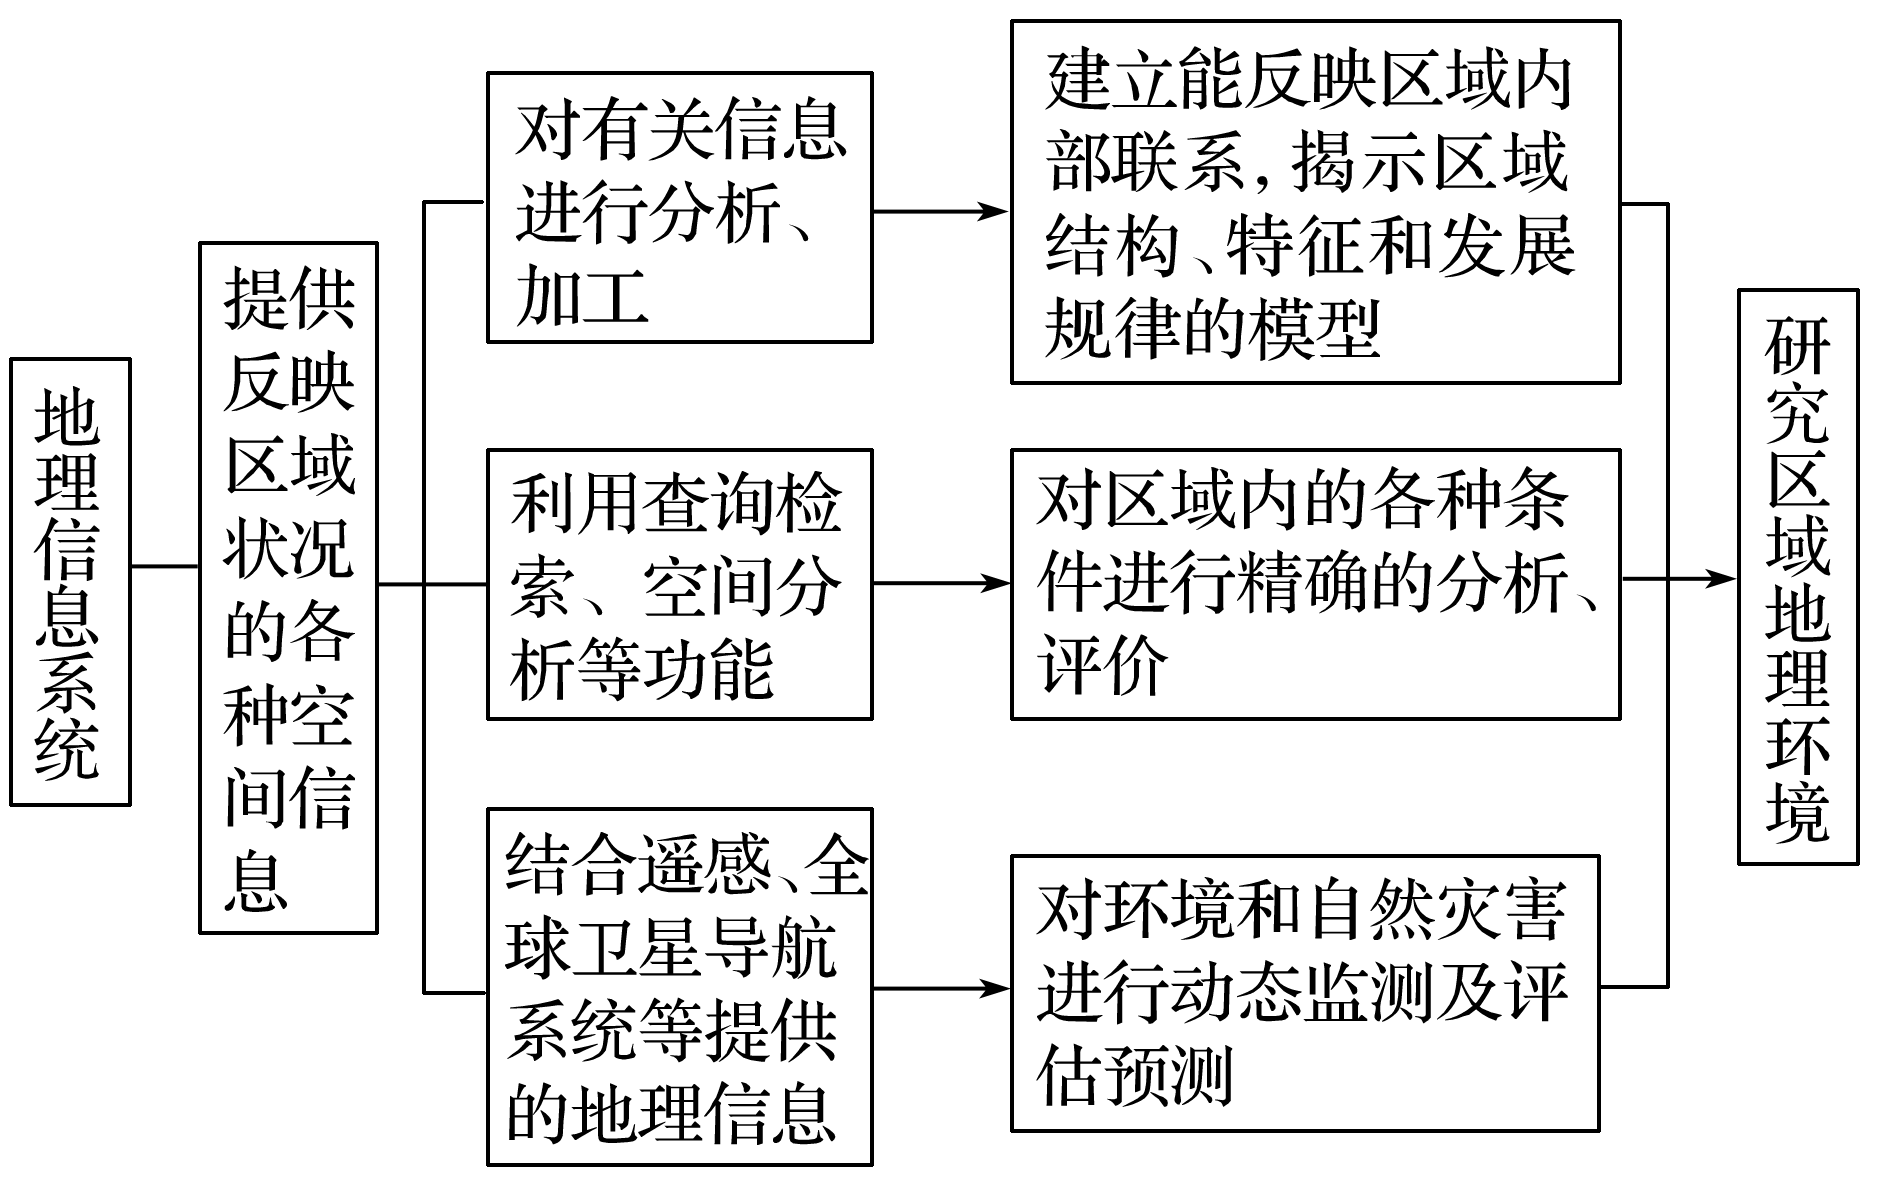 地理信息系统
提供
反映
区域
状况
的各
种空
间信
息
对有关信息
进行分析、
加工
建立能反映区域内
部联系，揭示区域
结构、特征和发展
规律的模型
利用查询检
索、空间分
析等功能
对区域内的各种条
件进行精确的分析、
评价
结合遥感、全
球卫星导航
系统等提供
的地理信息
对环境和自然灾害
进行动态监测及评
估预测
研究区域地理环境